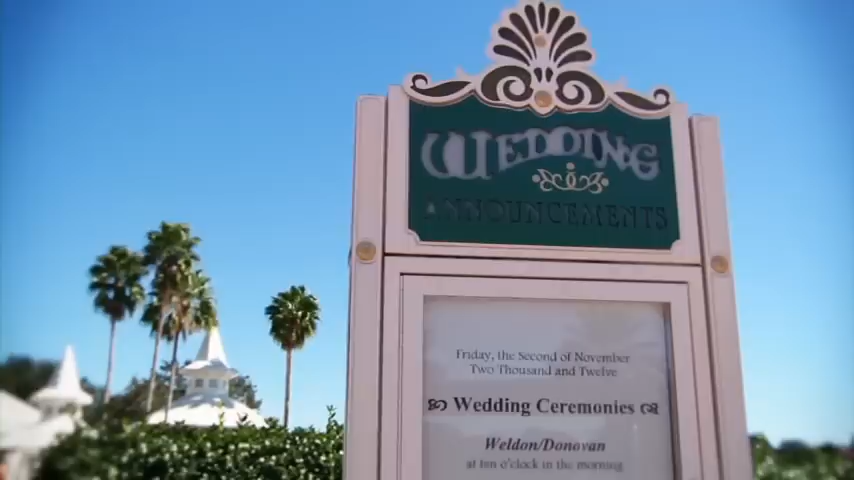 WEDDING
ANNOUNCEMENTS
Friday, the Second of November
Two Thousand and Twelve
Wedding Ceremonies
Weldon/Donovan
at ten o'clock in the morning